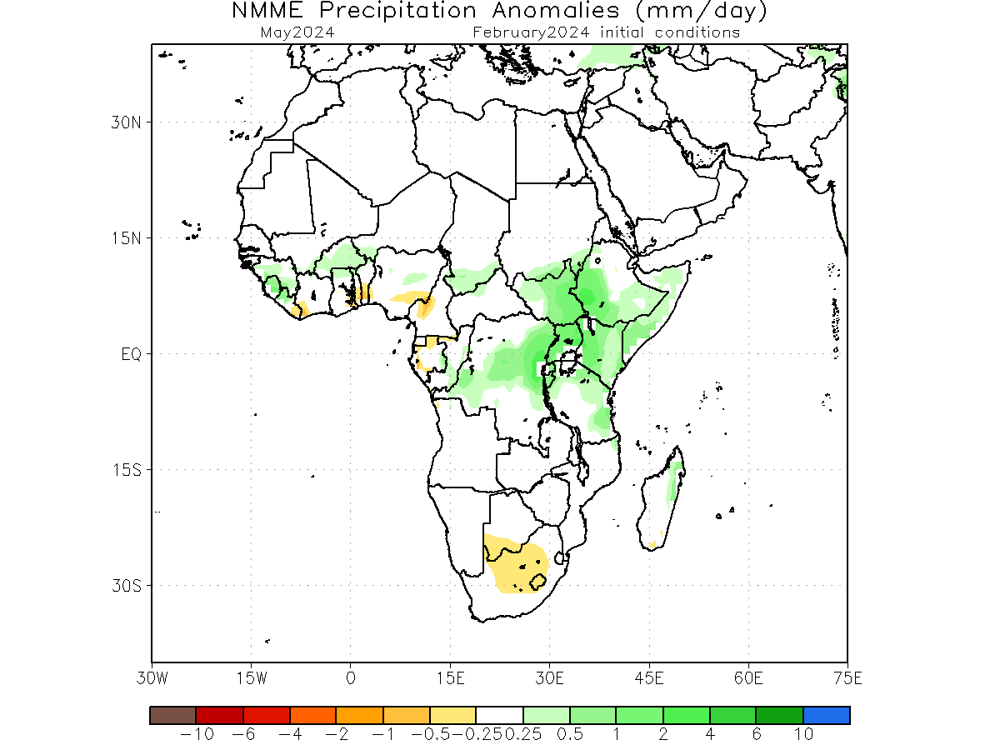 NMME Precipitation Anomalies (mm/day)
May2024 February2024 initial conditions
30N
15N
EQ
15S
30S
30W 15W 0 15E 30E 45E 60E 75E
−10 −6 −4 −2 −1 −0.5 −0.25 0.25 0.5 1 2 4 6 10